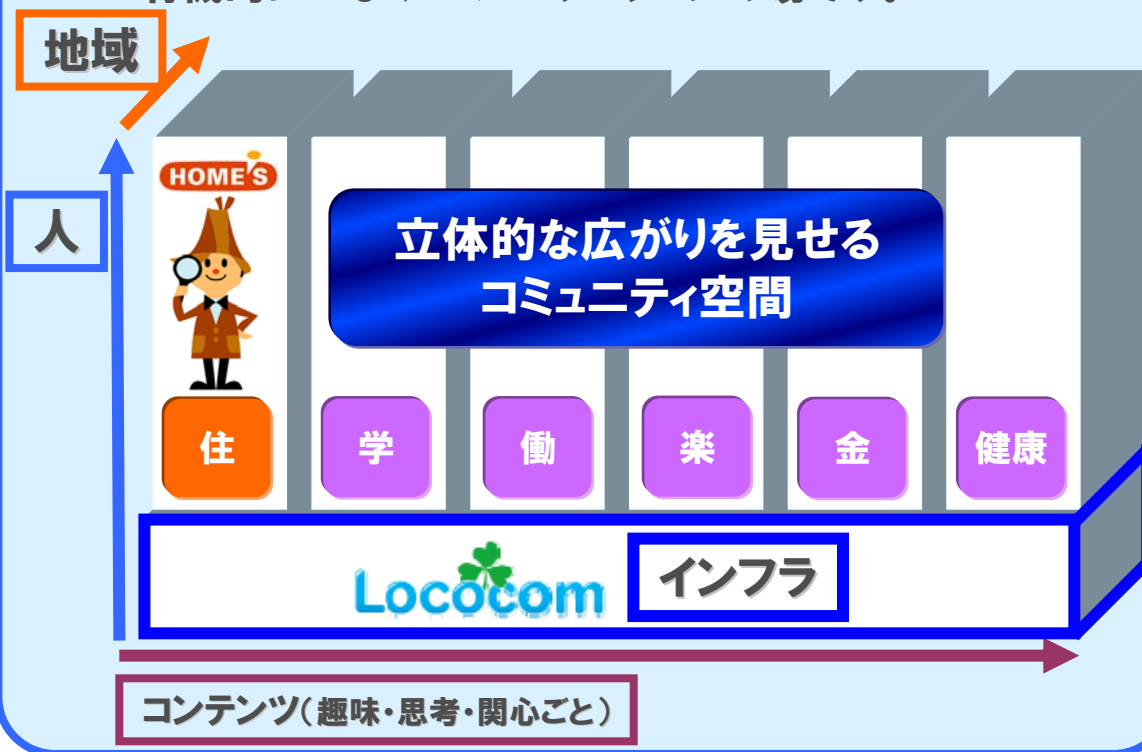 地域
HOME'S
人
立体的な広がりを見せる
コミュニティ空間
住
学
働
楽
金
健康
Lococom
インフラ
コンテンツ(趣味・思考・関心ごと)